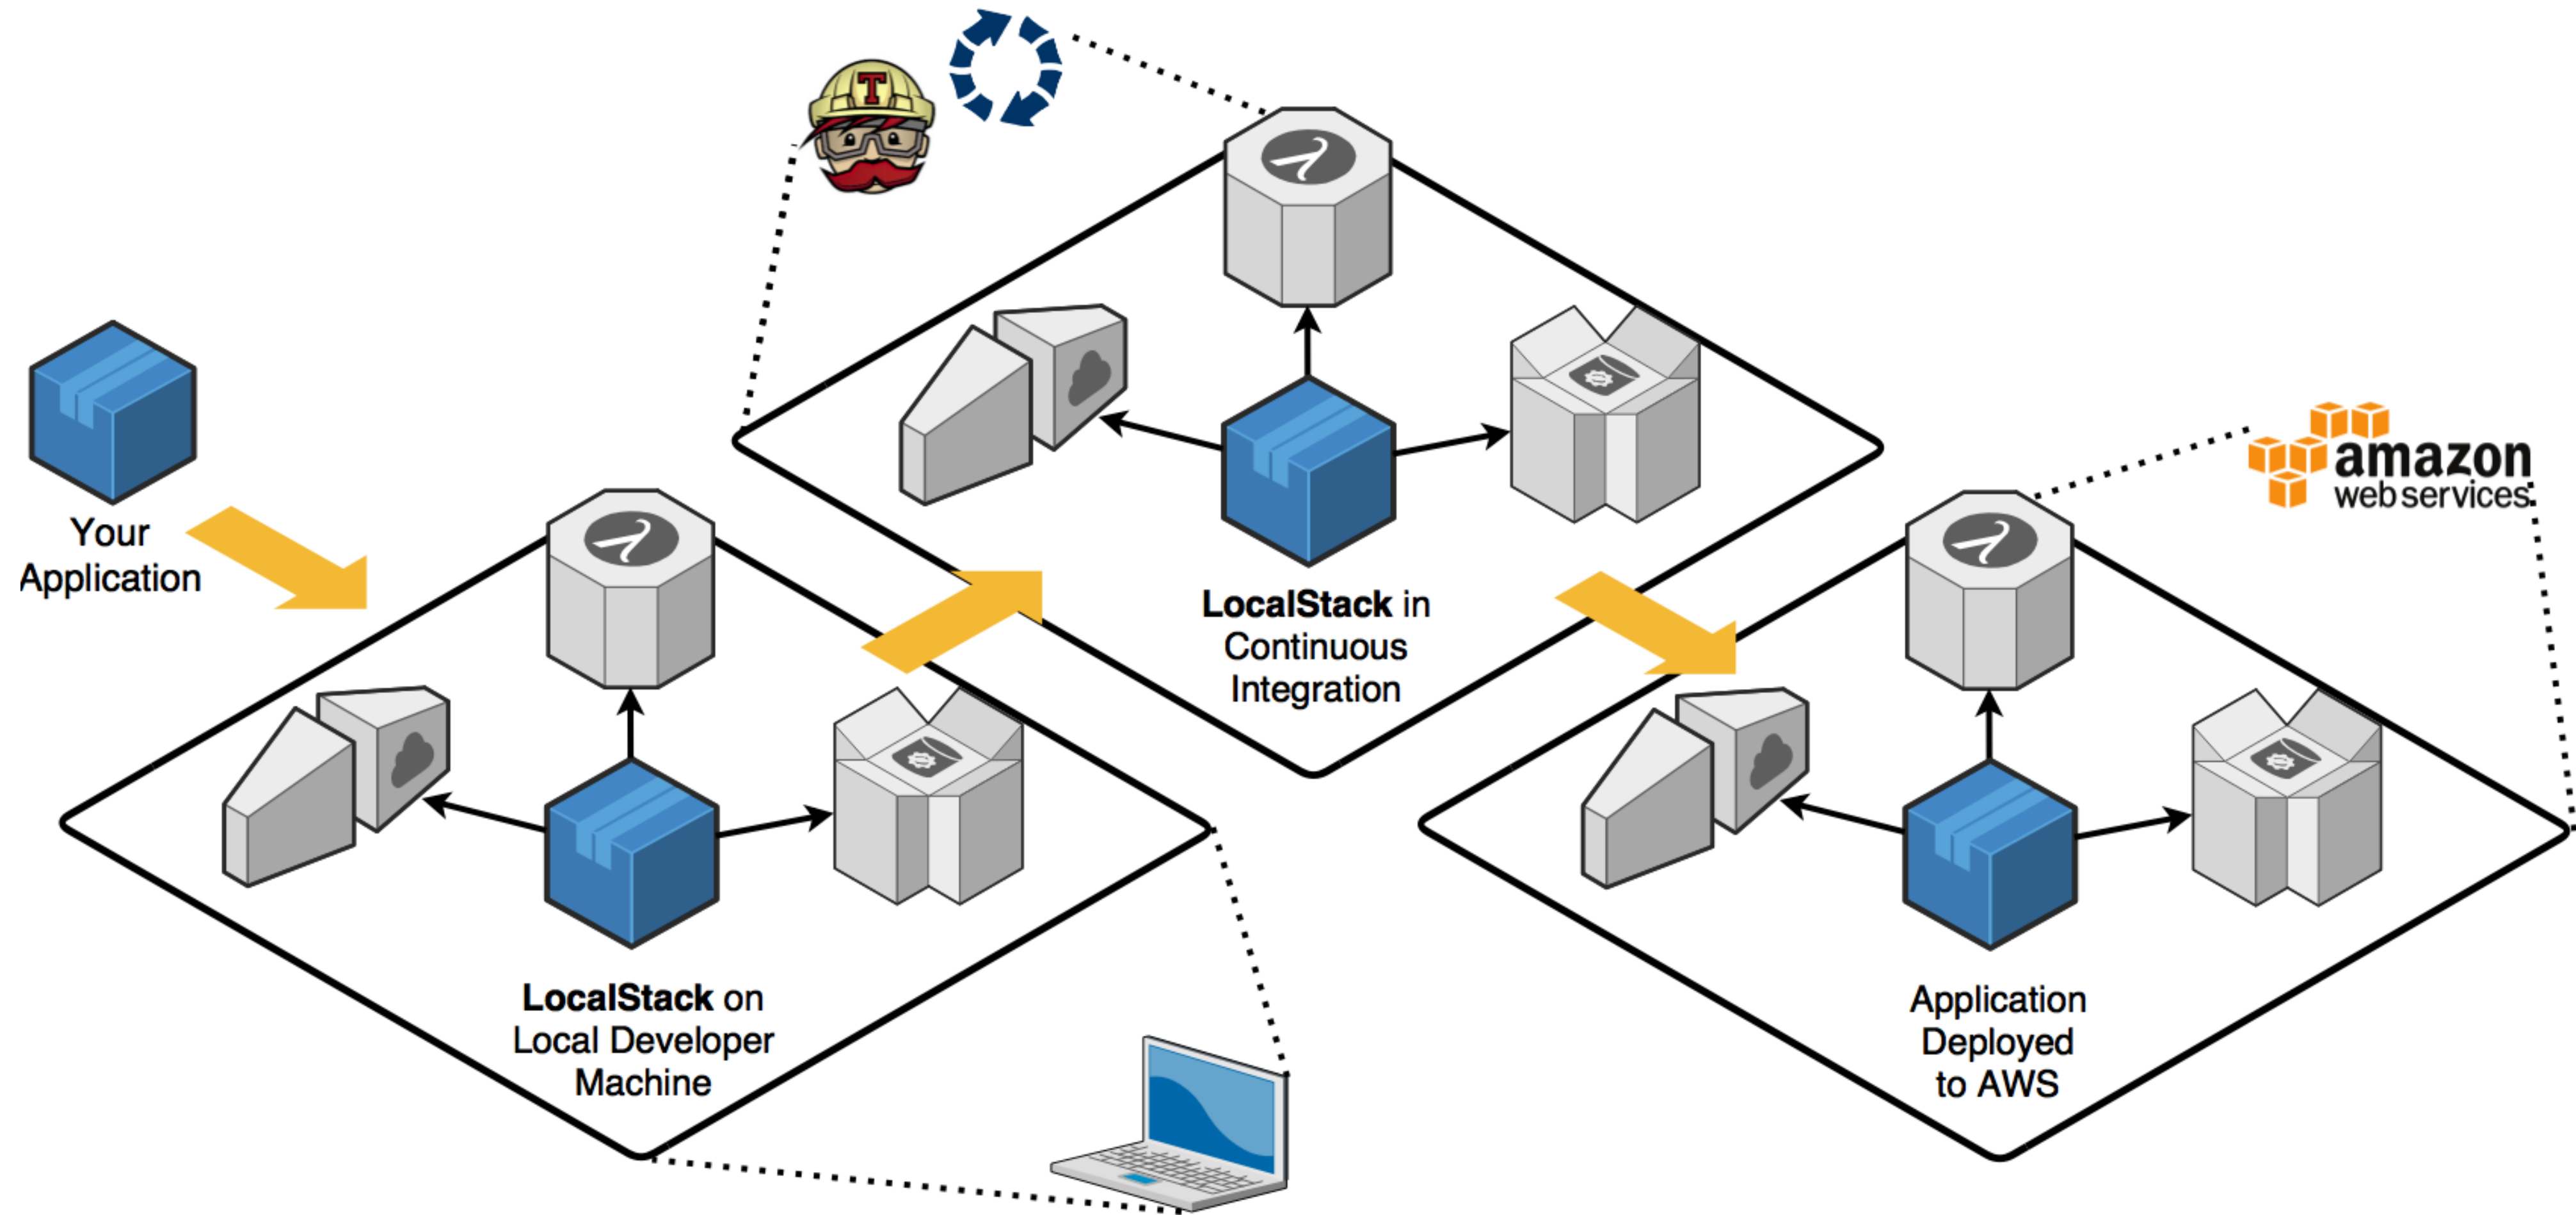 T
λ
Your
Application
λ
LocalStack on
Local Developer
Machine
LocalStack in
Continuous
Integration
amazon
web services
λ
Application
Deployed
to AWS